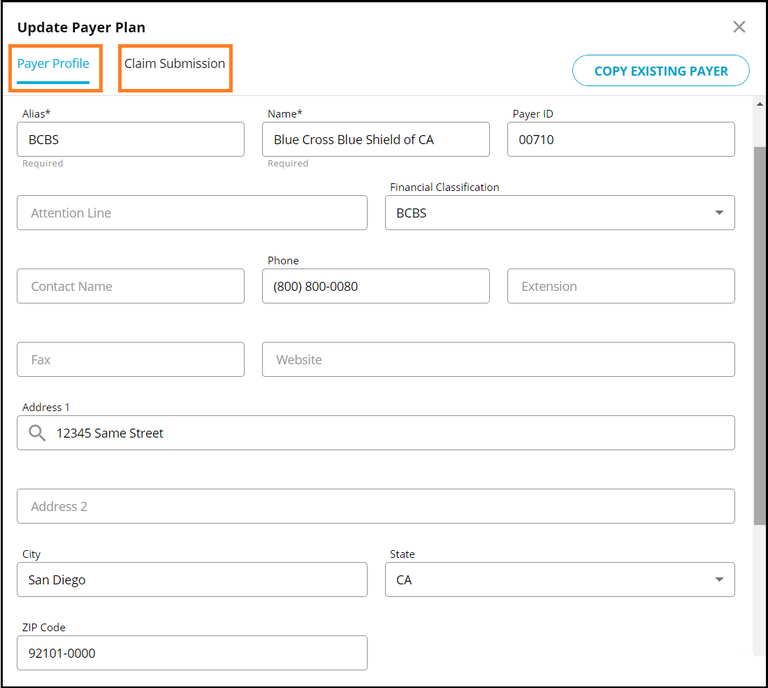 Update Payer Plan
Payer Profile
Claim Submission
COPY EXISTING PAYER
Alias*
Name*
Payer ID
BCBS
Blue Cross Blue Shield of CA
00710
Required
Required
Financial Classification
Attention Line
BCBS
Phone
Contact Name
(800) 800-0080
Extension
Fax
Website
Address 1
12345 Same Street
Address 2
City
State
San Diego
CA
ZIP Code
92101-0000